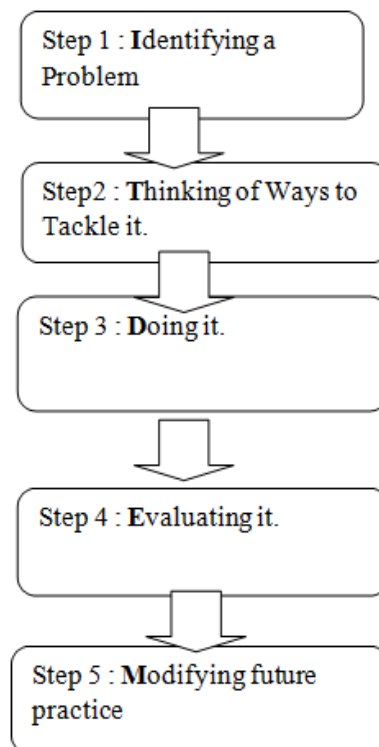 Step 1 : Identifying a
Problem
Step2 : Thinking of Ways to
Tackle it.
Step 3 : Doing it.
Step 4 : Evaluating it.
Step 5 : Modifying future
practice